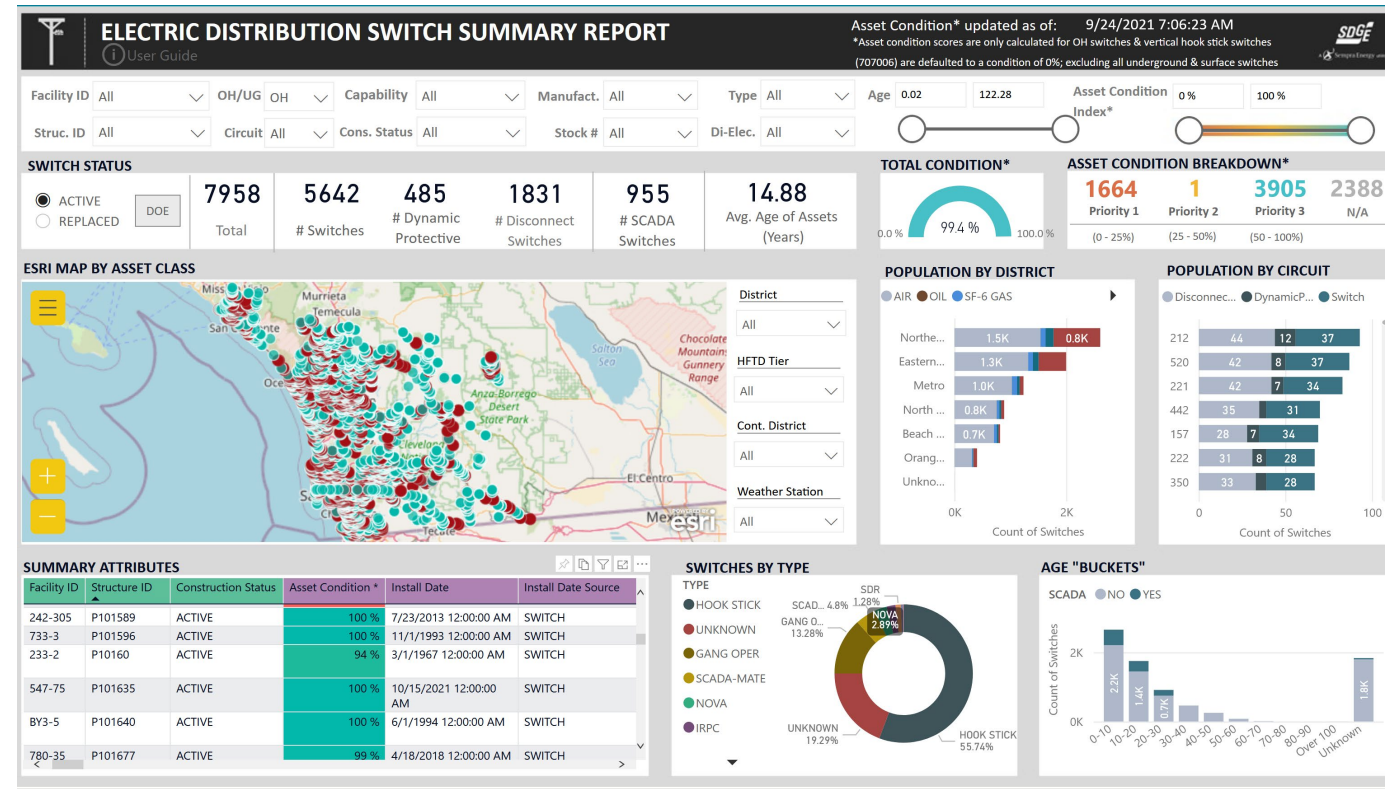 ELECTRIC DISTRIBUTION SWITCH SUMMARY REPORT
i User Guide
Asset Condition* updated as of: 9/24/2021 7:06:23 AM
*Asset condition scores are only calculated for OH switches & vertical hook stick switches
(707006) are defaulted to a condition of 0%; excluding all underground & surface switches
SDGE
A Sempra Energy
Facility ID All OH/UG OH Capability All Manufact. All Type All Age 0.02 122.28 Asset Condition Index* 0 % 100 %
Struc. ID All Circuit All Cons. Status All Stock # All Di-Elec. All
SWITCH STATUS
ACTIVE
REPLACED
DOE
7958
Total
5642
# Switches
485
# Dynamic
Protective
1831
# Disconnect
Switches
955
# SCADA
Switches
14.88
Avg. Age of Assets
(Years)
TOTAL CONDITION*
99.4 %
0.0 % 100.0 %
ASSET CONDITION BREAKDOWN*
1664 1 3905 2388
Priority 1 Priority 2 Priority 3 N/A
(0 - 25%) (25 - 50%) (50 - 100%)
ESRI MAP BY ASSET CLASS
Murrieta
Temecula
Salton
Sea
Chocolate
Mountain
Gunnery
Range
Anza-Borrego
Desert
State Park
El Centro
Tecate
POWERED BY
esri
District
All
HFTD Tier
All
Cont. District
All
Weather Station
All
POPULATION BY DISTRICT
AIR OIL SF-6 GAS
Northe... 1.5K 0.8K
Eastern... 1.3K
Metro 1.0K
North ... 0.8K
Beach ... 0.7K
Orang...
Unkno...
0K 2K
Count of Switches
POPULATION BY CIRCUIT
Disconnec... DynamicP... Switch
212 44 12 37
520 42 8 37
221 42 7 34
442 35 31
157 28 7 34
222 31 8 28
350 33 28
0 50 100
Count of Switches
SUMMARY ATTRIBUTES
Facility ID Structure ID Construction Status Asset Condition * Install Date Install Date Source
242-305 P101589 ACTIVE 100 % 7/23/2013 12:00:00 AM SWITCH
733-3 P101596 ACTIVE 100 % 11/1/1993 12:00:00 AM SWITCH
233-2 P10160 ACTIVE 94 % 3/1/1967 12:00:00 AM SWITCH
547-75 P101635 ACTIVE 100 % 10/15/2021 12:00:00
AM SWITCH
BY3-5 P101640 ACTIVE 100 % 6/1/1994 12:00:00 AM SWITCH
780-35 P101677 ACTIVE 99 % 4/18/2018 12:00:00 AM SWITCH
SWITCHES BY TYPE
TYPE
HOOK STICK
UNKNOWN
GANG OPER
SCADA-MATE
NOVA
IRPC
SDR
1.28%
SCAD... 4.8%
NOVA
2.89%
GANG O...
13.28%
UNKNOWN
19.29%
HOOK STICK
55.74%
AGE "BUCKETS"
SCADA NO YES
Count of Switches
2K
0K
2.2K 1.4K 0.7K 1.8K
0-10 10-20 20-30 30-40 40-50 50-60 60-70 70-80 80-90 Over 100 Unknown